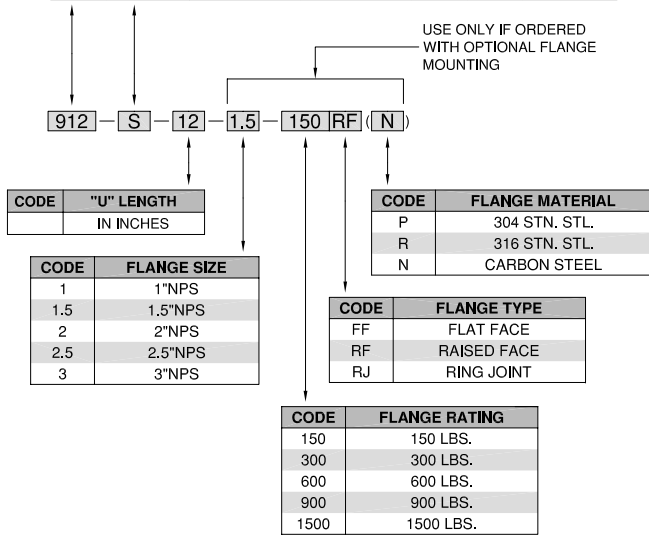 USE ONLY IF ORDERED
WITH OPTIONAL FLANGE
MOUNTING
912 — S — 12 — 1.5 — 150 RF (N)
CODE "U" LENGTH
IN INCHES
CODE FLANGE MATERIAL
P 304 STN. STL.
R 316 STN. STL.
N CARBON STEEL
CODE FLANGE SIZE
1 1"NPS
1.5 1.5"NPS
2 2"NPS
2.5 2.5"NPS
3 3"NPS
CODE FLANGE TYPE
FF FLAT FACE
RF RAISED FACE
RJ RING JOINT
CODE FLANGE RATING
150 150 LBS.
300 300 LBS.
600 600 LBS.
900 900 LBS.
1500 1500 LBS.